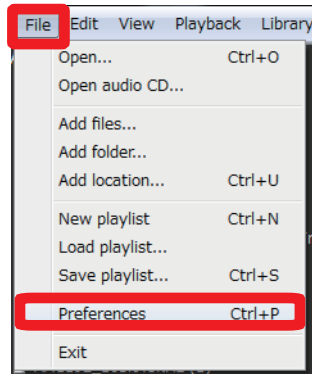 File Edit View Playback Library
Open... Ctrl+O
Open audio CD...
Add files...
Add folder...
Add location... Ctrl+U
New playlist Ctrl+N
Load playlist...
Save playlist... Ctrl+S
Preferences Ctrl+P
Exit